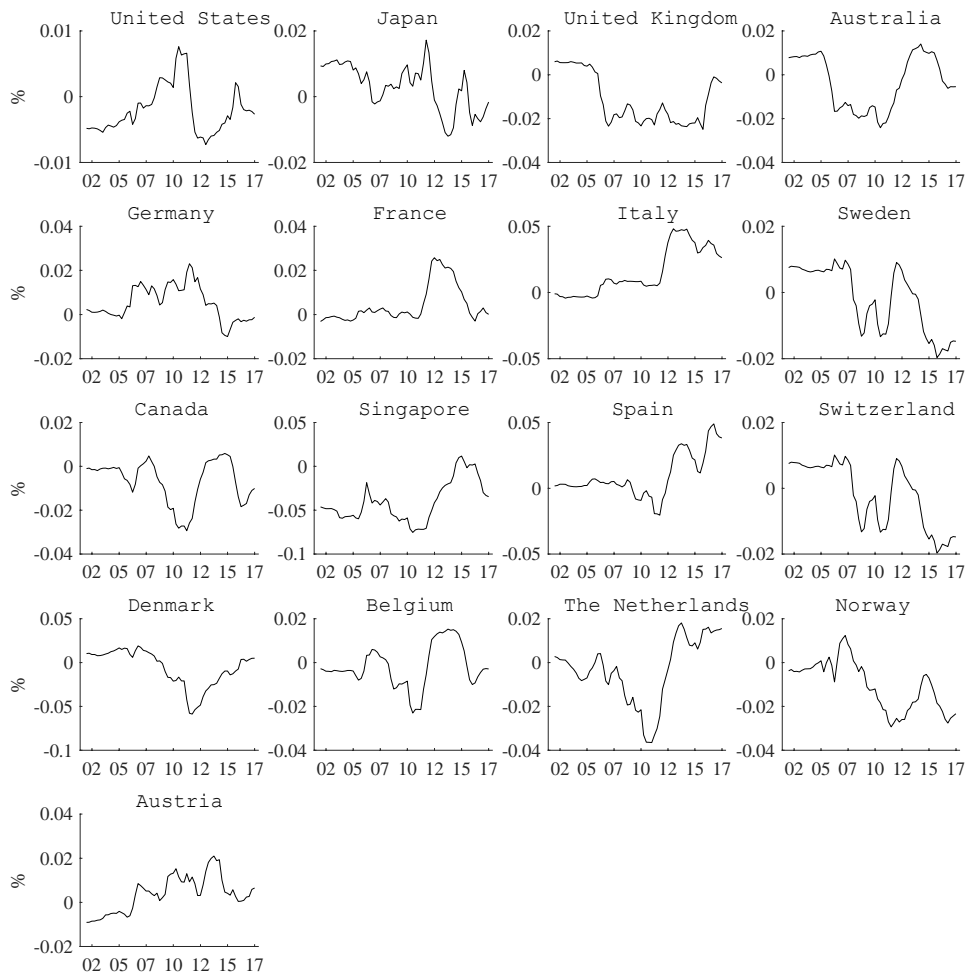 United States Japan United Kingdom Australia
0.01 0.02 0.02 0.02
% 0 0 0 0
-0.02 -0.02
-0.01 -0.02 -0.04 -0.04
02 05 07 10 12 15 17 02 05 07 10 12 15 17 02 05 07 10 12 15 17 02 05 07 10 12 15 17
Germany France Italy Sweden
0.04 0.04 0.05 0.02
% 0.02 0.02
0 0 0 0
-0.02 -0.02 -0.05 -0.02
02 05 07 10 12 15 17 02 05 07 10 12 15 17 02 05 07 10 12 15 17 02 05 07 10 12 15 17
Canada Singapore Spain Switzerland
0.02 0.05 0.05 0.02
0 0
% 0 0
-0.02 -0.05
-0.04 -0.1 -0.05 -0.02
02 05 07 10 12 15 17 02 05 07 10 12 15 17 02 05 07 10 12 15 17 02 05 07 10 12 15 17
Denmark Belgium The Netherlands Norway
0.05 0.02 0.02 0.02
0 0 0 0
%
-0.05 -0.02 -0.02 -0.02
-0.1 -0.04 -0.04 -0.04
02 05 07 10 12 15 17 02 05 07 10 12 15 17 02 05 07 10 12 15 17 02 05 07 10 12 15 17
Austria
0.04
0.02
%
0
-0.02
02 05 07 10 12 15 17